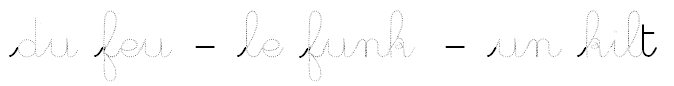 du feu - le funk - un kilt